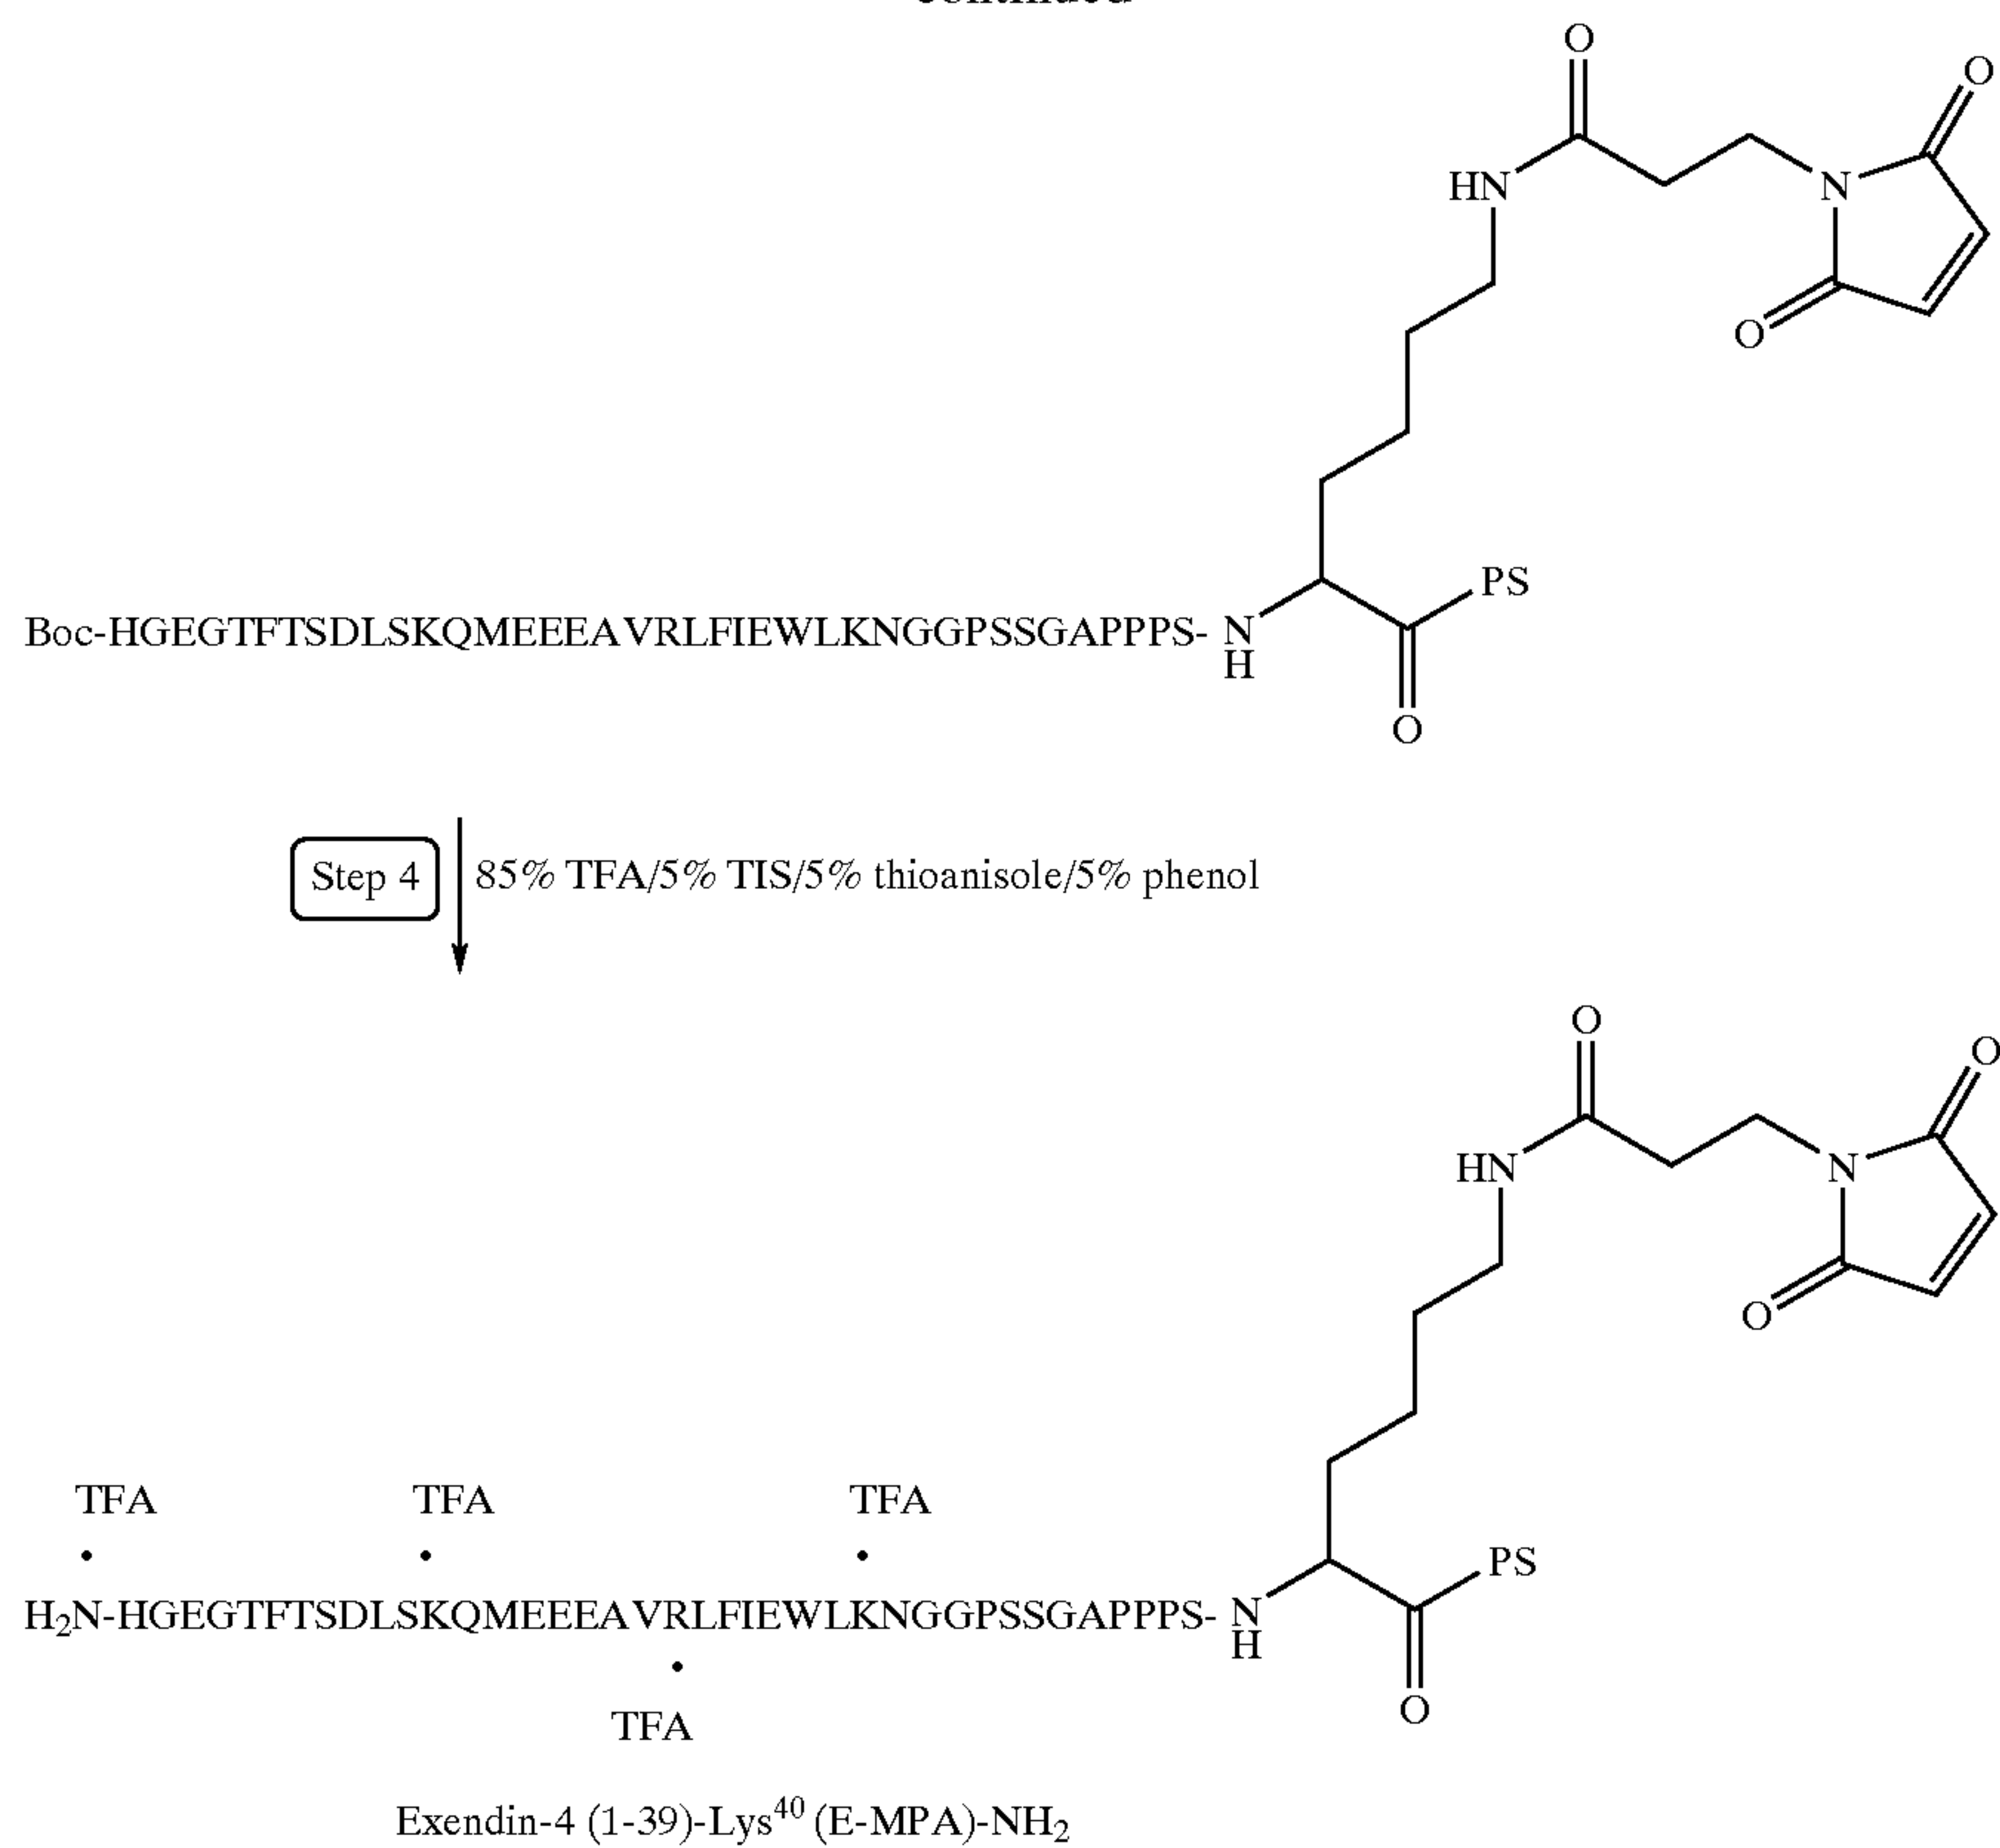 continued
O
O
HN
N
O
PS
Boc-HGEGTFTSDLSKQMEEEAVRLFIEWLKNGGPSSGAPPPS-
N
H
O
Step 4
85% TFA/5% TIS/5% thioanisole/5% phenol
O
O
HN
N
O
TFA TFA TFA
• • •
PS
H₂N-HGEGTFTSDLSKQMEEEAVRLFIEWLKNGGPSSGAPPPS-
N
H
•
TFA
O
Exendin-4 (1-39)-Lys⁴⁰ (E-MPA)-NH₂